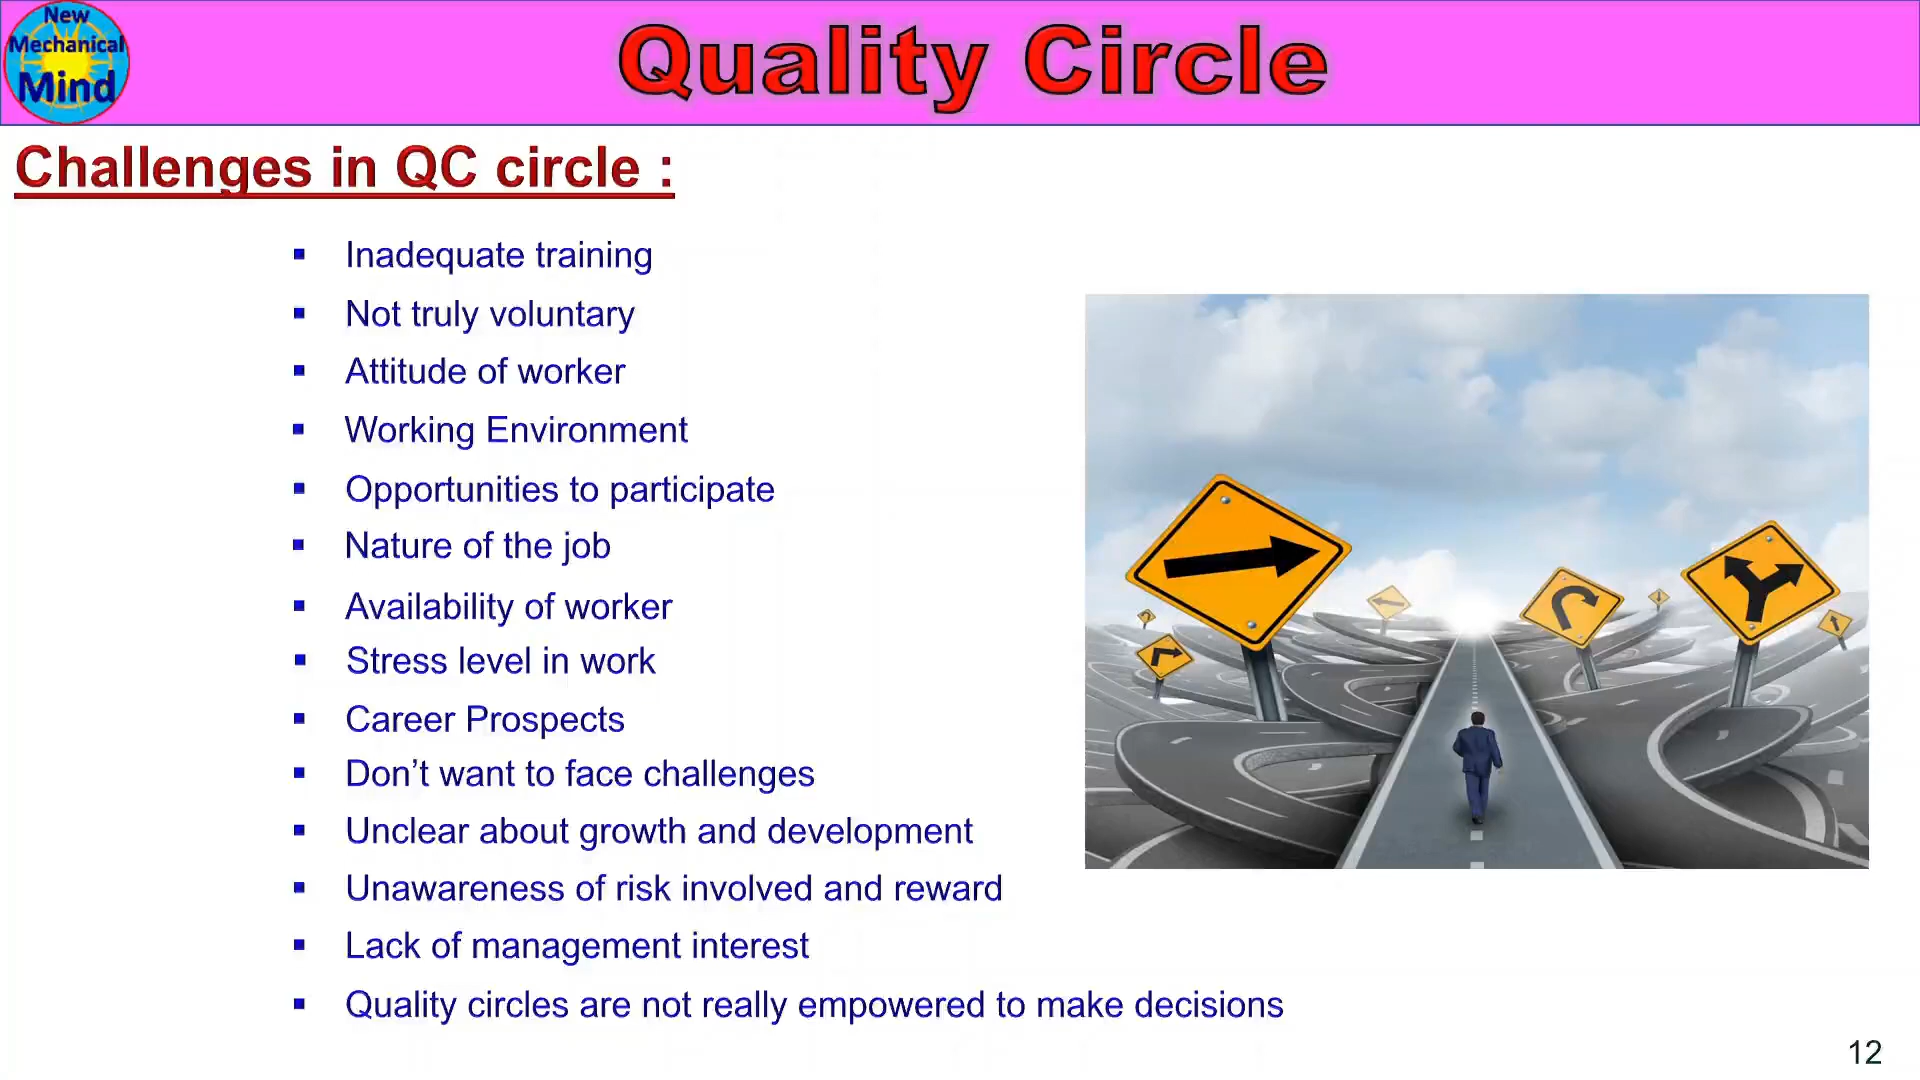 New
Mechanical
Mind
Quality Circle
Challenges in QC circle :
▪ Inadequate training
▪ Not truly voluntary
▪ Attitude of worker
▪ Working Environment
▪ Opportunities to participate
▪ Nature of the job
▪ Availability of worker
▪ Stress level in work
▪ Career Prospects
▪ Don’t want to face challenges
▪ Unclear about growth and development
▪ Unawareness of risk involved and reward
▪ Lack of management interest
▪ Quality circles are not really empowered to make decisions
12